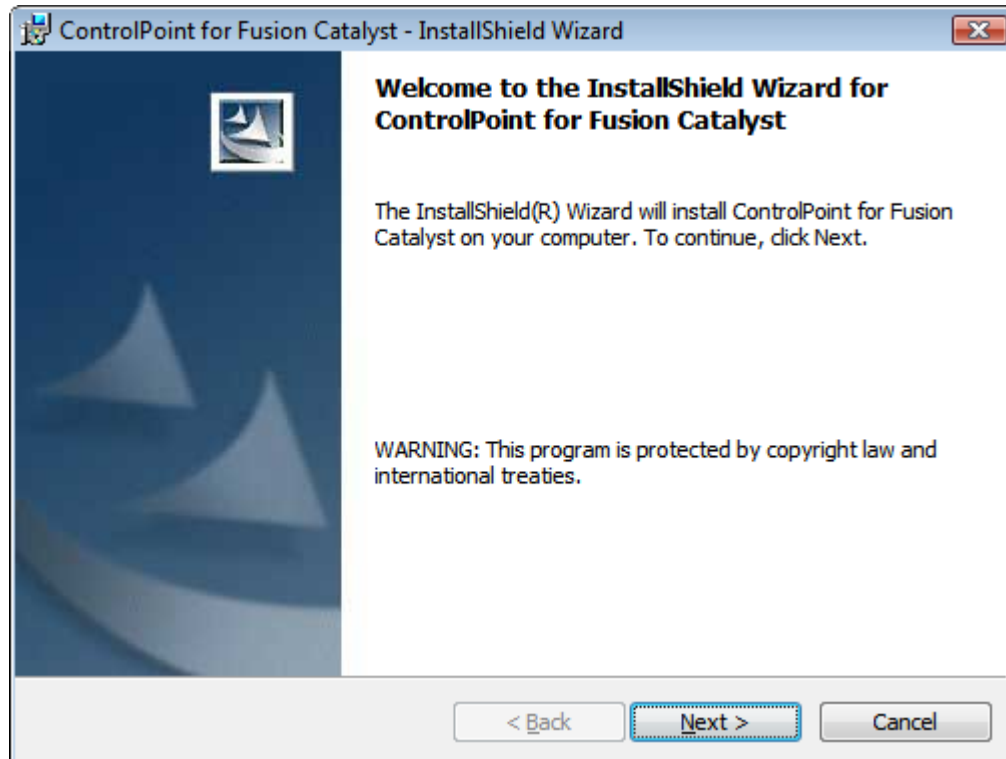 ControlPoint for Fusion Catalyst - InstallShield Wizard
Welcome to the InstallShield Wizard for
ControlPoint for Fusion Catalyst
The InstallShield(R) Wizard will install ControlPoint for Fusion
Catalyst on your computer. To continue, click Next.
WARNING: This program is protected by copyright law and
international treaties.
< Back
Next >
Cancel